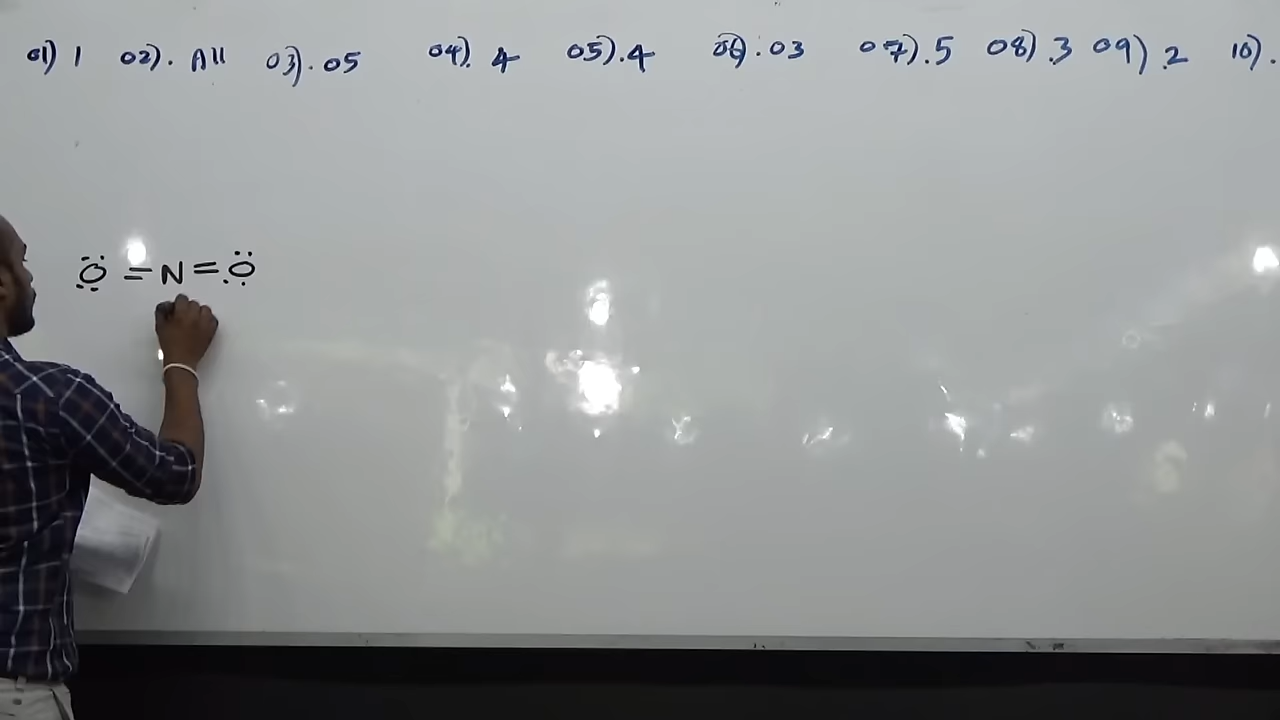 01) 1 02). All 03). 05 04). 4 05). 4 06). 03 07). 5 08) .3 09) .2 10).
O = N = O